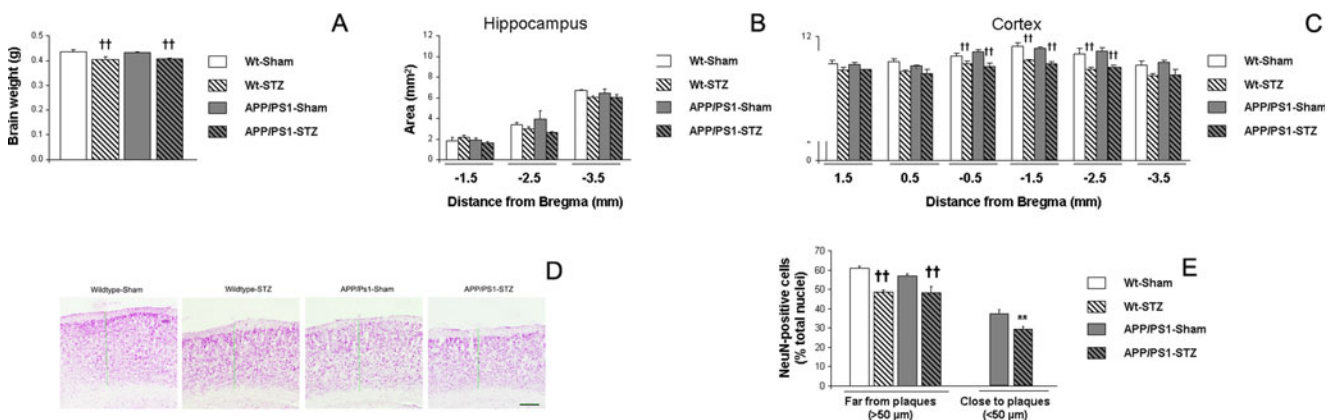 A
Brain weight (g)
0.5
0.4
0.3
0.2
0.1
0.0
††
††
Wt-Sham
Wt-STZ
APP/PS1-Sham
APP/PS1-STZ
B
Hippocampus
Area (mm²)
12
10
8
6
4
2
0
-1.5
-2.5
-3.5
Distance from Bregma (mm)
Wt-Sham
Wt-STZ
APP/PS1-Sham
APP/PS1-STZ
C
Cortex
12
0
††
††
††
††
††
††
1.5
0.5
-0.5
-1.5
-2.5
-3.5
Distance from Bregma (mm)
Wt-Sham
Wt-STZ
APP/PS1-Sham
APP/PS1-STZ
D
Wildtype-Sham
Wildtype-STZ
APP/Ps1-Sham
APP/PS1-STZ
E
NeuN-positive cells
(% total nuclei)
70
60
50
40
30
20
10
0
††
††
**
Far from plaques
(>50 µm)
Close to plaques
(<50 µm)
Wt-Sham
Wt-STZ
APP/PS1-Sham
APP/PS1-STZ